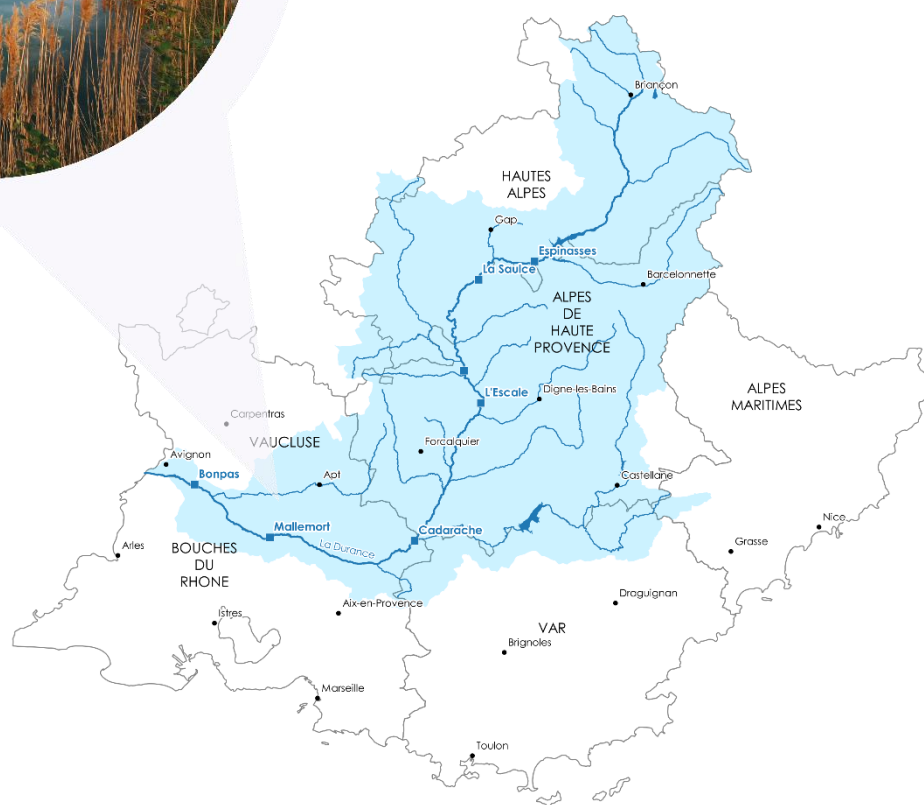 Briançon
HAUTES
ALPES
Gap
Espinasses
La Saulce
Barcelonnette
ALPES
DE
HAUTE
PROVENCE
L'Escale
Digne-les-Bains
ALPES
MARITIMES
Carpentras
VAUCLUSE
Forcalquier
Avignon
Bonpas
Apt
Castellane
Mallemort
Cadarache
La Durance
Nice
Grasse
Arles
BOUCHES
DU
RHONE
Aix-en-Provence
Draguignan
Istres
VAR
Brignoles
Marseille
Toulon